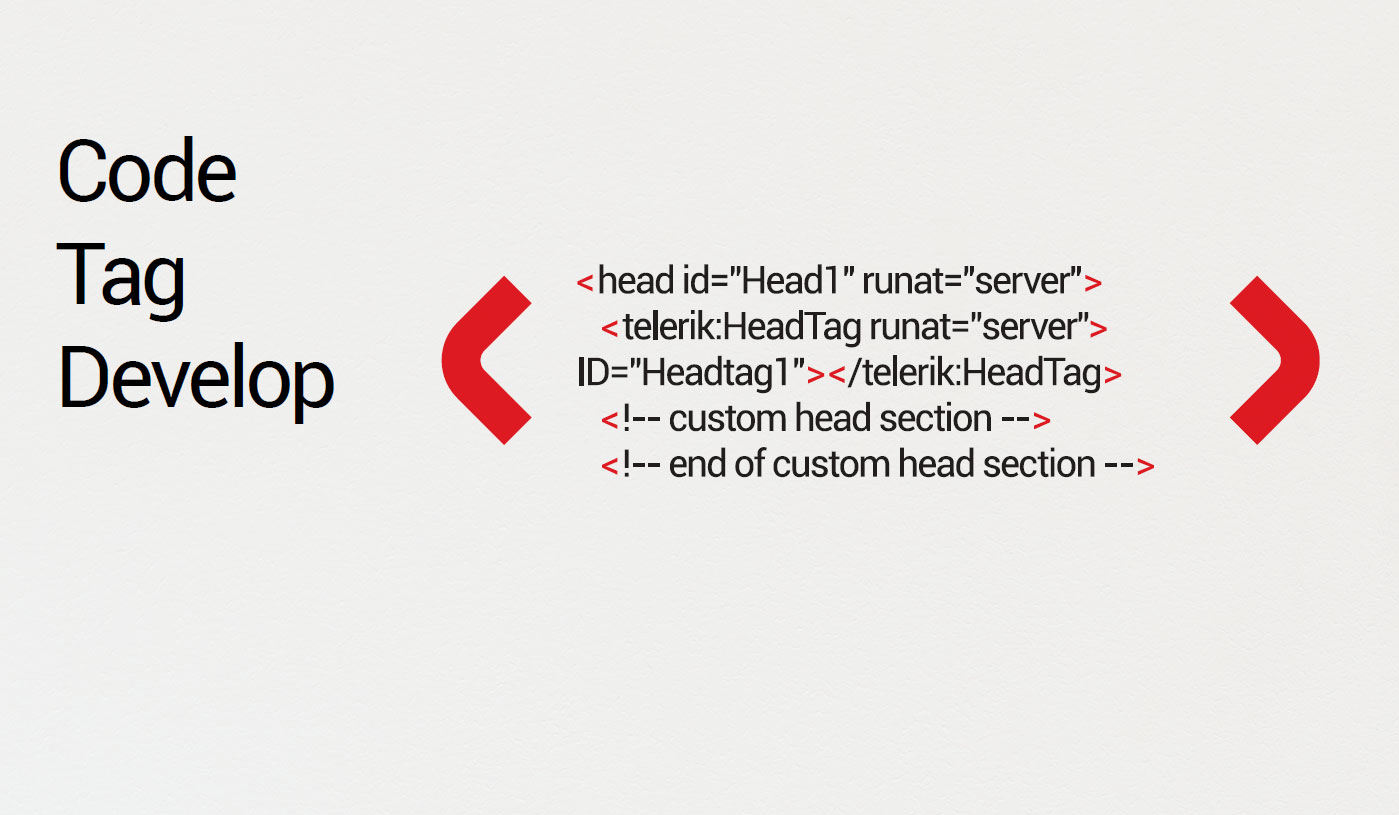 Code
Tag
Develop
<head id="Head1" runat="server">
<telerik:HeadTag runat="server">
ID="Headtag1"></telerik:HeadTag>
<!-- custom head section -->
<!-- end of custom head section -->